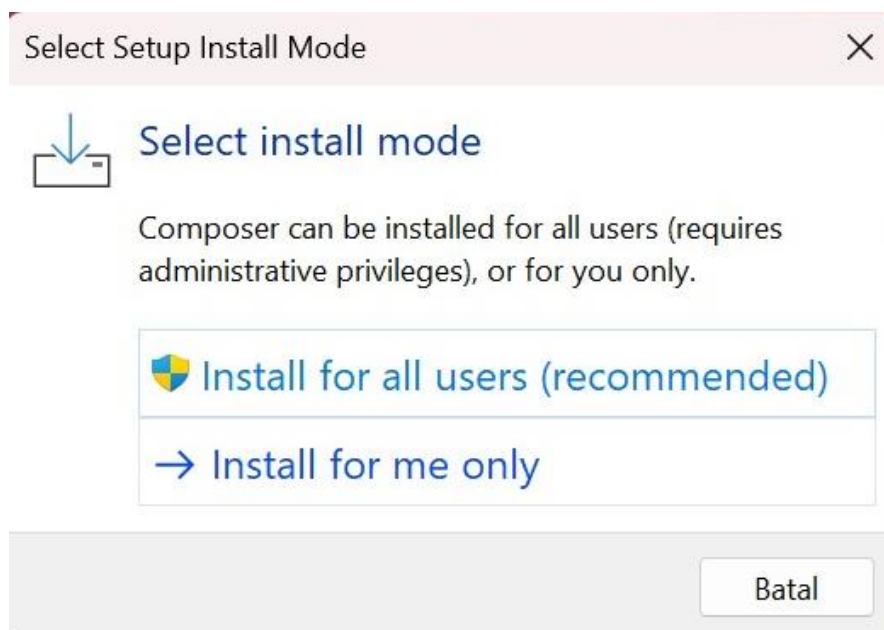 Select Setup Install Mode
Select install mode
Composer can be installed for all users (requires
administrative privileges), or for you only.
Install for all users (recommended)
Install for me only
Batal